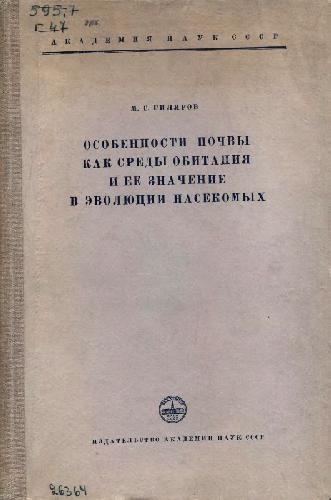 595.7
Г-47
АКАДЕМИЯ НАУК СССР
М. С. ГИЛЯРОВ
ОСОБЕННОСТИ ПОЧВЫ
КАК СРЕДЫ ОБИТАНИЯ
И ЕЕ ЗНАЧЕНИЕ
В ЭВОЛЮЦИИ НАСЕКОМЫХ
ИЗДАТЕЛЬСТВО АКАДЕМИИ НАУК СССР
26364